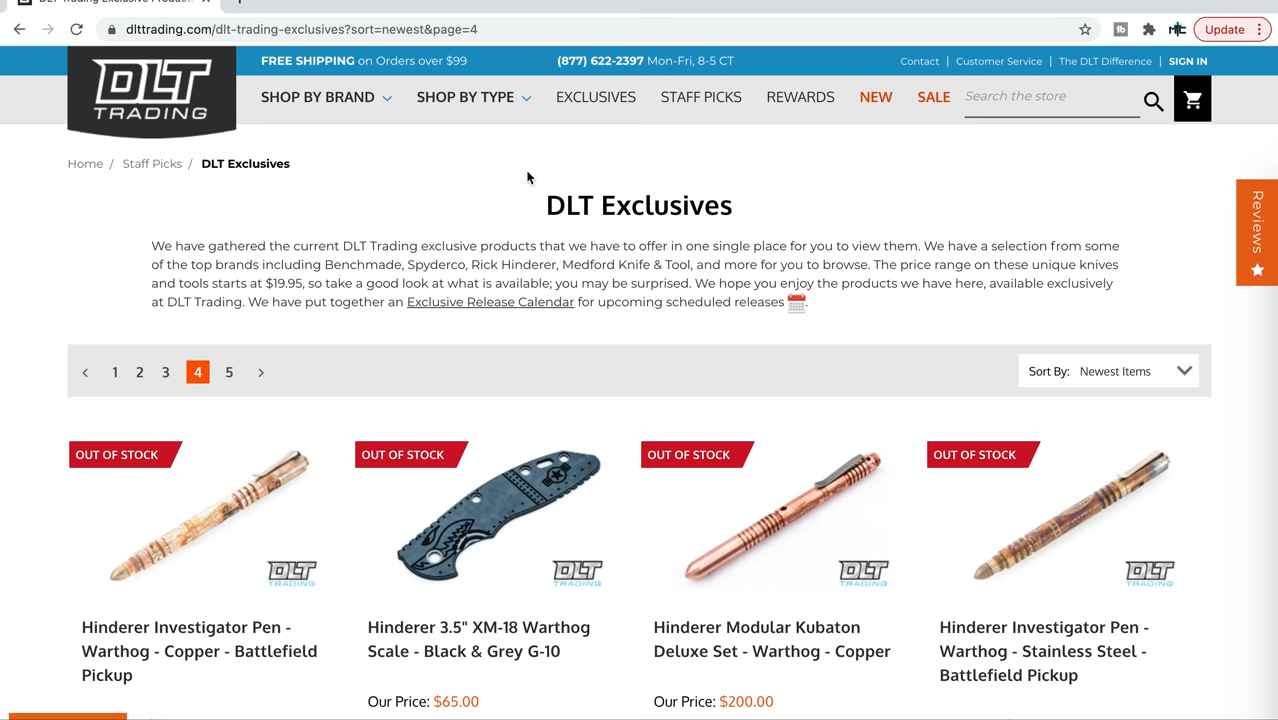 dlttrading.com/dlt-trading-exclusives?sort=newest&page=4
Update
DLT TRADING
FREE SHIPPING on Orders over $99
(877) 622-2397 Mon-Fri, 8-5 CT
Contact | Customer Service | The DLT Difference | SIGN IN
SHOP BY BRAND SHOP BY TYPE EXCLUSIVES STAFF PICKS REWARDS NEW SALE Search the store
Home / Staff Picks / DLT Exclusives
Reviews
DLT Exclusives
We have gathered the current DLT Trading exclusive products that we have to offer in one single place for you to view them. We have a selection from some
of the top brands including Benchmade, Spyderco, Rick Hinderer, Medford Knife & Tool, and more for you to browse. The price range on these unique knives
and tools starts at $19.95, so take a good look at what is available; you may be surprised. We hope you enjoy the products we have here, available exclusively
at DLT Trading. We have put together an Exclusive Release Calendar for upcoming scheduled releases .
< 1 2 3 4 5 >
Sort By: Newest Items
OUT OF STOCK OUT OF STOCK OUT OF STOCK OUT OF STOCK
DLT TRADING DLT TRADING DLT TRADING DLT TRADING
Hinderer Investigator Pen -
Warthog - Copper - Battlefield
Pickup
Hinderer 3.5" XM-18 Warthog
Scale - Black & Grey G-10
Our Price: $65.00
Hinderer Modular Kubaton
Deluxe Set - Warthog - Copper
Our Price: $200.00
Hinderer Investigator Pen -
Warthog - Stainless Steel -
Battlefield Pickup